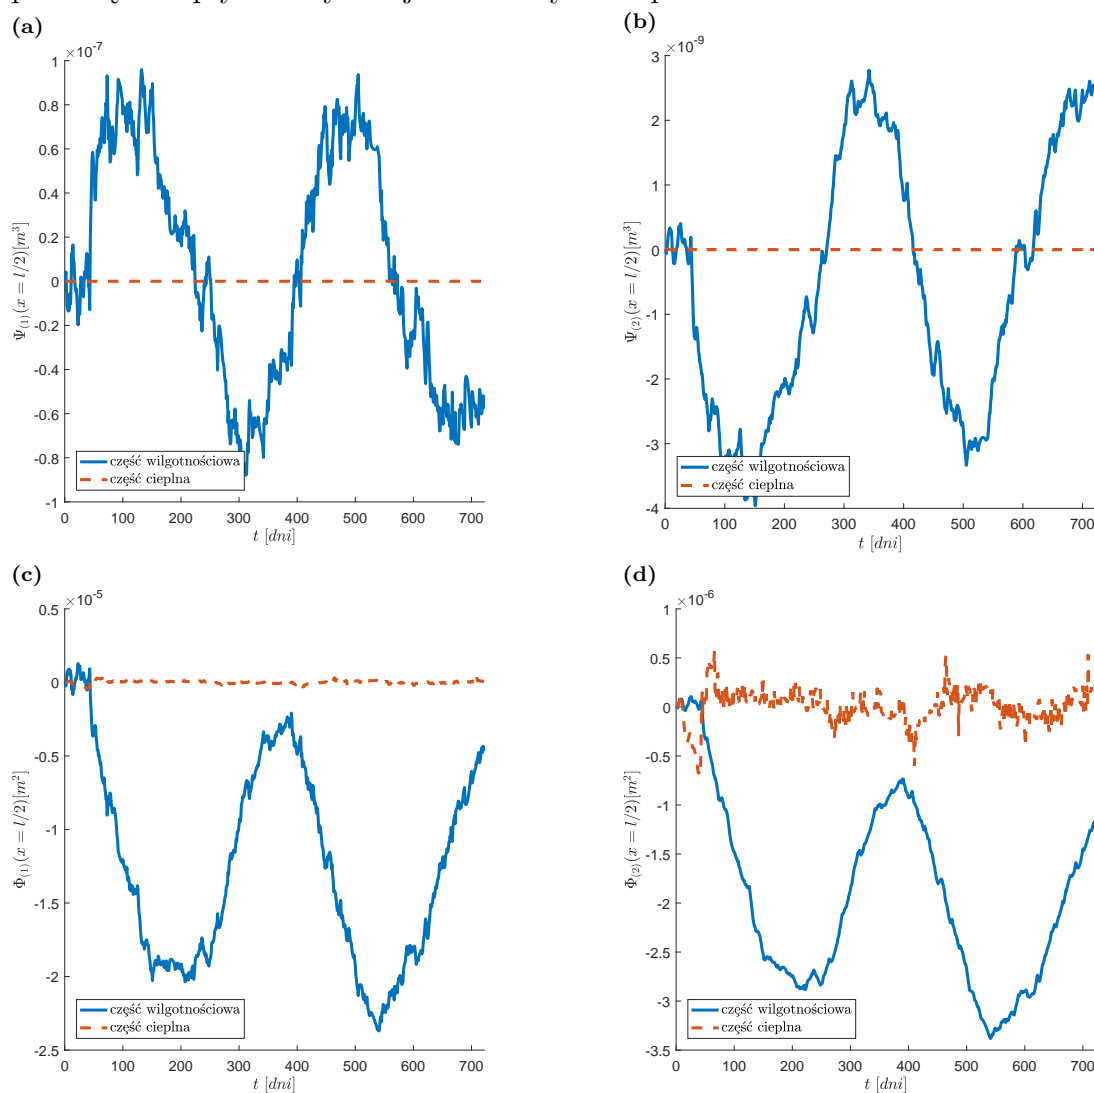 (a)
×10⁻⁷
1
0.8
0.6
0.4
0.2
0
-0.2
-0.4
-0.6
-0.8
-1
Ψ₍₁₎(x = l/2)[m³]
część wilgotnościowa
część cieplna
0 100 200 300 400 500 600 700
t [dni]
(b)
×10⁻⁹
3
2
1
0
-1
-2
-3
-4
Ψ₍₂₎(x = l/2)[m³]
część wilgotnościowa
część cieplna
0 100 200 300 400 500 600 700
t [dni]
(c)
×10⁻⁵
0.5
0
-0.5
-1
-1.5
-2
-2.5
Φ₍₁₎(x = l/2)[m²]
część wilgotnościowa
część cieplna
0 100 200 300 400 500 600 700
t [dni]
(d)
×10⁻⁶
1
0.5
0
-0.5
-1
-1.5
-2
-2.5
-3
-3.5
Φ₍₂₎(x = l/2)[m²]
część wilgotnościowa
część cieplna
0 100 200 300 400 500 600 700
t [dni]